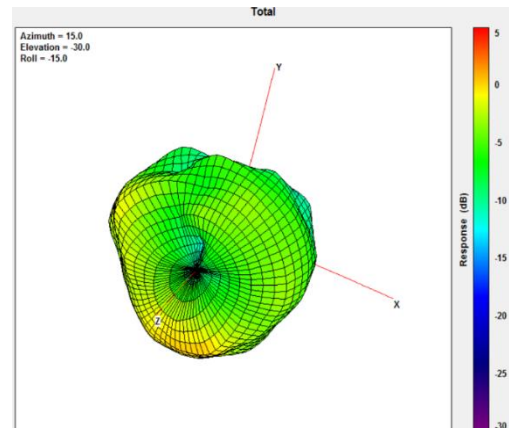 Total
Azimuth = 15.0
Elevation = -30.0
Roll = -15.0
Y
X
Z
5
0
-5
-10
-15
-20
-25
-30
Response (dB)